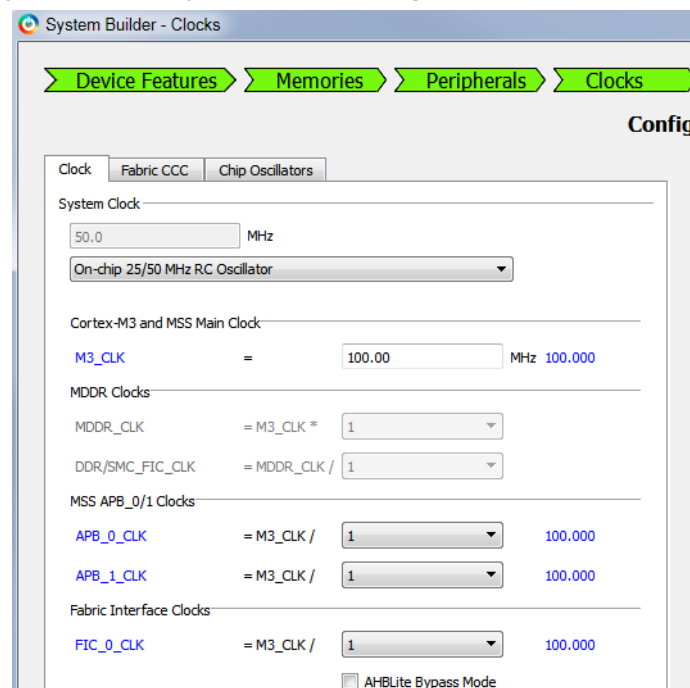 System Builder - Clocks
Device Features Memories Peripherals Clocks
Config
Clock Fabric CCC Chip Oscillators
System Clock
50.0 MHz
On-chip 25/50 MHz RC Oscillator
Cortex-M3 and MSS Main Clock
M3_CLK = 100.00 MHz 100.000
MDDR Clocks
MDDR_CLK = M3_CLK * 1
DDR/SMC_FIC_CLK = MDDR_CLK / 1
MSS APB_0/1 Clocks
APB_0_CLK = M3_CLK / 1 100.000
APB_1_CLK = M3_CLK / 1 100.000
Fabric Interface Clocks
FIC_0_CLK = M3_CLK / 1 100.000
AHBLite Bypass Mode